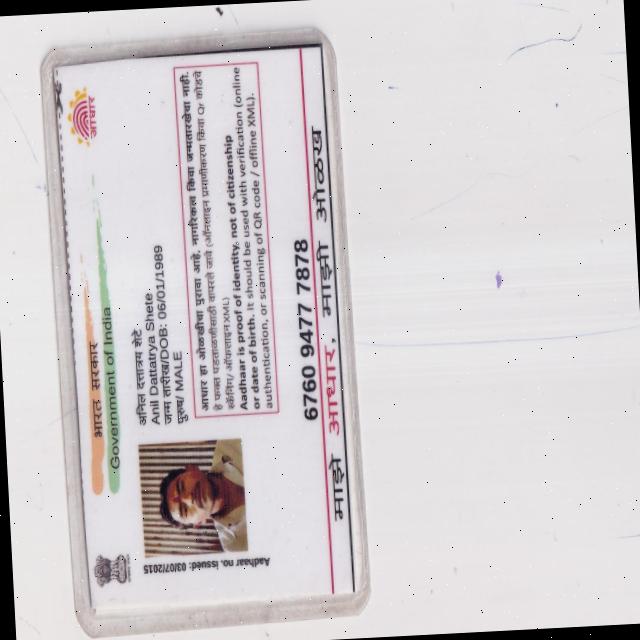 भारत सरकार
Government of India
आधार
अनिल दत्तात्रय शेटे
Anil Dattatrya Shete
जन्म तारीख/DOB: 06/01/1989
पुरुष/ MALE
आधार हा ओळखीचा पुरावा आहे, नागरिकत्व किंवा जन्मतारखेचा नाही.
हे फक्त पडताळणीसाठी वापरले जावे (ऑनलाइन प्रमाणीकरण किंवा QR कोडचे
स्कॅनिंग/ ऑफलाइन XML)
Aadhaar is proof of identity, not of citizenship
or date of birth. It should be used with verification (online
authentication, or scanning of QR code / offline XML).
Aadhaar no. issued: 03/07/2015
6760 9477 7878
माझे आधार, माझी ओळख